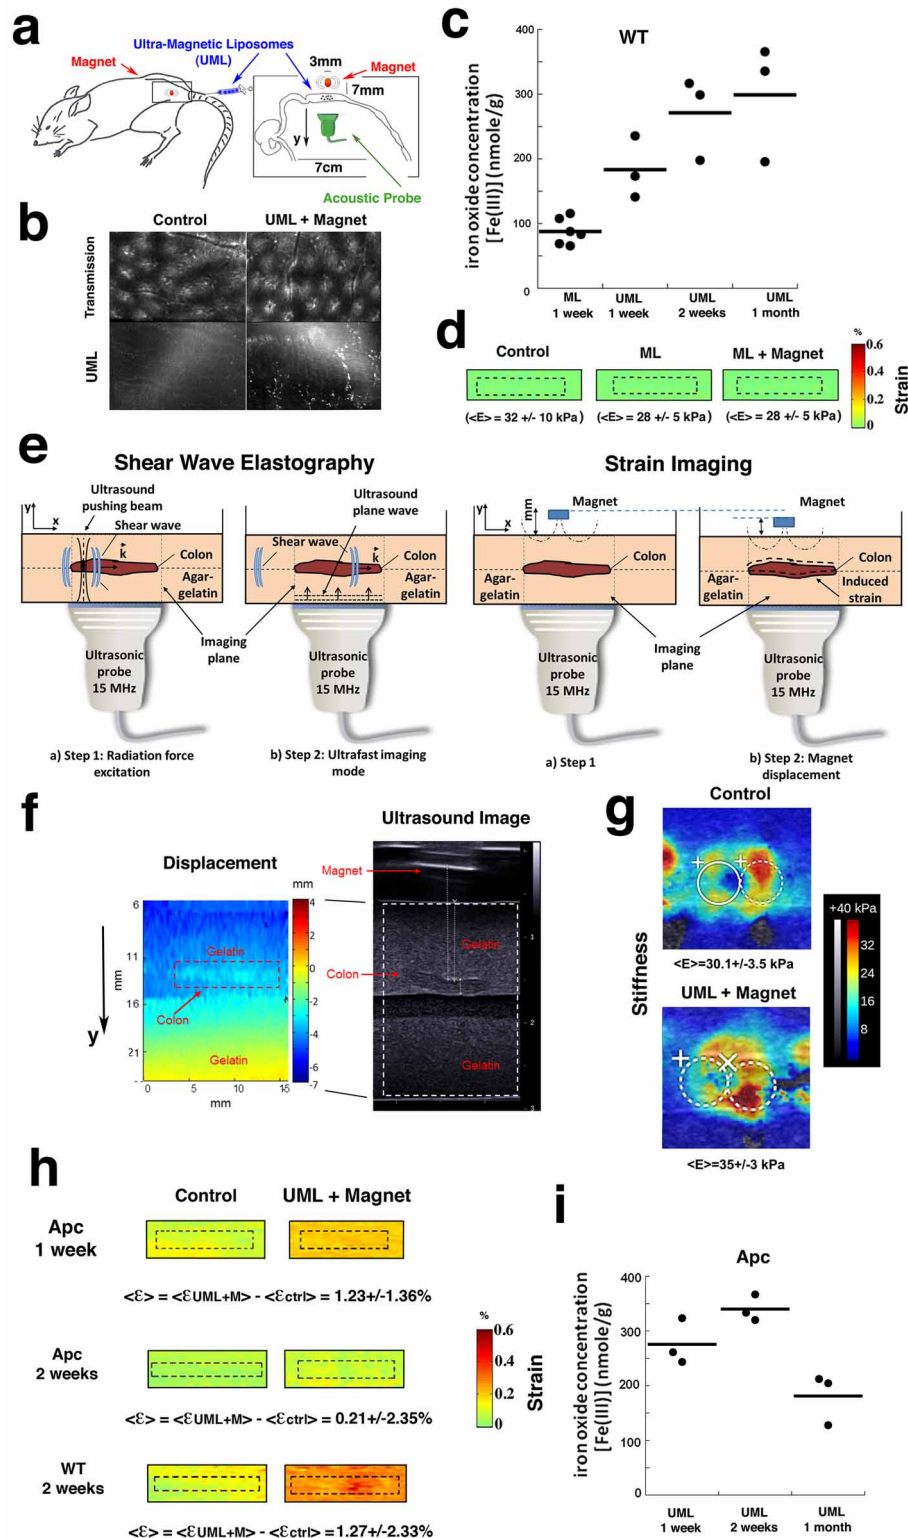 a
Ultra-Magnetic Liposomes
(UML)
Magnet
3mm
Magnet
7mm
y
7cm
Acoustic Probe
b
Control
UML + Magnet
Transmission
UML
c
WT
iron oxide concentration
[Fe(III)] (nmole/g)
400
300
200
100
0
ML
1 week
UML
1 week
UML
2 weeks
UML
1 month
d
Control
ML
ML + Magnet
(<E> = 32 +/- 10 kPa)
(<E> = 28 +/- 5 kPa)
(<E> = 28 +/- 5 kPa)
%
0.6
0.4
0.2
0
Strain
e
Shear Wave Elastography
Strain Imaging
y
x
Ultrasound
pushing beam
Shear wave
k
Colon
Agar-
gelatin
Ultrasonic
probe
15 MHz
a) Step 1: Radiation force
excitation
Ultrasound
plane wave
Shear wave
k
Colon
Agar-
gelatin
Imaging
plane
Ultrasonic
probe
15 MHz
b) Step 2: Ultrafast imaging
mode
y
x
mm
Magnet
Colon
Agar-
gelatin
Ultrasonic
probe
15 MHz
a) Step 1
Imaging
plane
Magnet
Colon
Agar-
gelatin
Induced
strain
Ultrasonic
probe
15 MHz
b) Step 2: Magnet
displacement
f
Displacement
mm
6
11
16
21
mm
y
0
5
10
15
mm
4
2
0
-2
-4
-6
-7
Gelatin
Colon
Gelatin
Ultrasound Image
Magnet
Gelatin
Colon
Gelatin
1
2
3
g
Stiffness
Control
<E>=30.1+/-3.5 kPa
UML + Magnet
<E>=35+/-3 kPa
+40 kPa
32
24
16
8
h
Control
UML + Magnet
Apc
1 week
<ℇ> = <ℇUML+M> - <ℇctrl> = 1.23+/-1.36%
Apc
2 weeks
<ℇ> = <ℇUML+M> - <ℇctrl> = 0.21+/-2.35%
WT
2 weeks
<ℇ> = <ℇUML+M> - <ℇctrl> = 1.27+/-2.33%
%
0.6
0.4
0.2
0
Strain
i
Apc
iron oxide concentration
[Fe(III)] (nmole/g)
400
300
200
100
0
UML
1 week
UML
2 weeks
UML
1 month